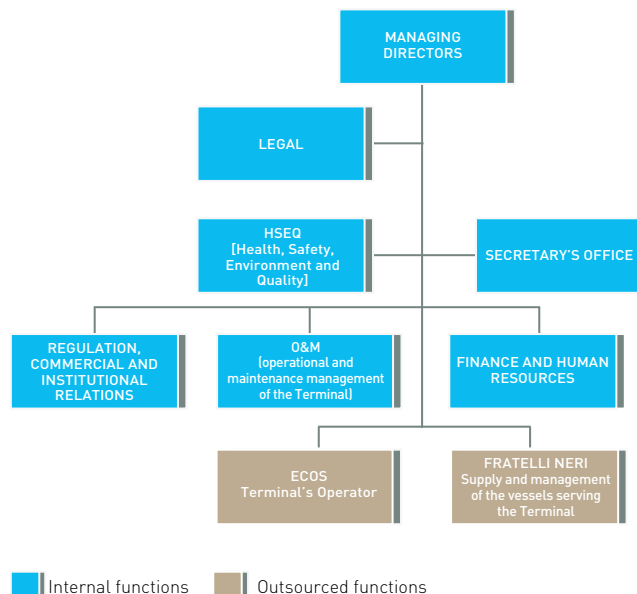 MANAGING
DIRECTORS
LEGAL
HSEQ
[Health, Safety,
Environment and
Quality]
SECRETARY'S OFFICE
REGULATION,
COMMERCIAL AND
INSTITUTIONAL
RELATIONS
O&M
(operational and
maintenance management
of the Terminal)
FINANCE AND HUMAN
RESOURCES
ECOS
Terminal's Operator
FRATELLI NERI
Supply and management
of the vessels serving
the Terminal
Internal functions
Outsourced functions